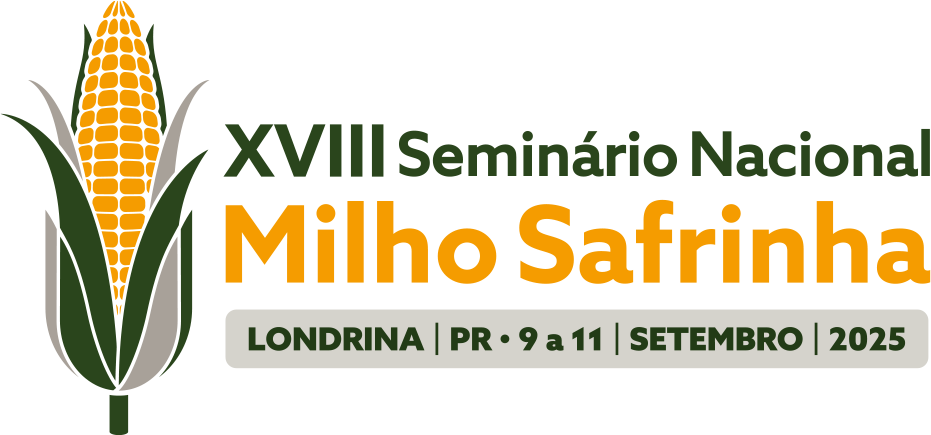 XVIII Seminário Nacional
Milho Safrinha
LONDRINA | PR • 9 a 11 | SETEMBRO | 2025